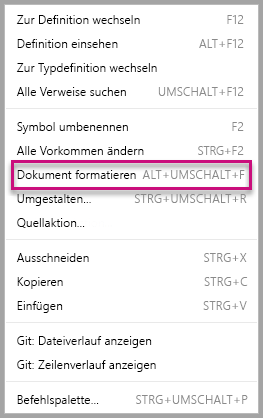 Zur Definition wechseln F12
Definition einsehen ALT+F12
Zur Typdefinition wechseln
Alle Verweise suchen UMSCHALT+F12
Symbol umbenennen F2
Alle Vorkommen ändern STRG+F2
Dokument formatieren ALT+UMSCHALT+F
Umgestalten... STRG+UMSCHALT+R
Quellaktion...
Ausschneiden STRG+X
Kopieren STRG+C
Einfügen STRG+V
Git: Dateiverlauf anzeigen
Git: Zeilenverlauf anzeigen
Befehlspalette... STRG+UMSCHALT+P